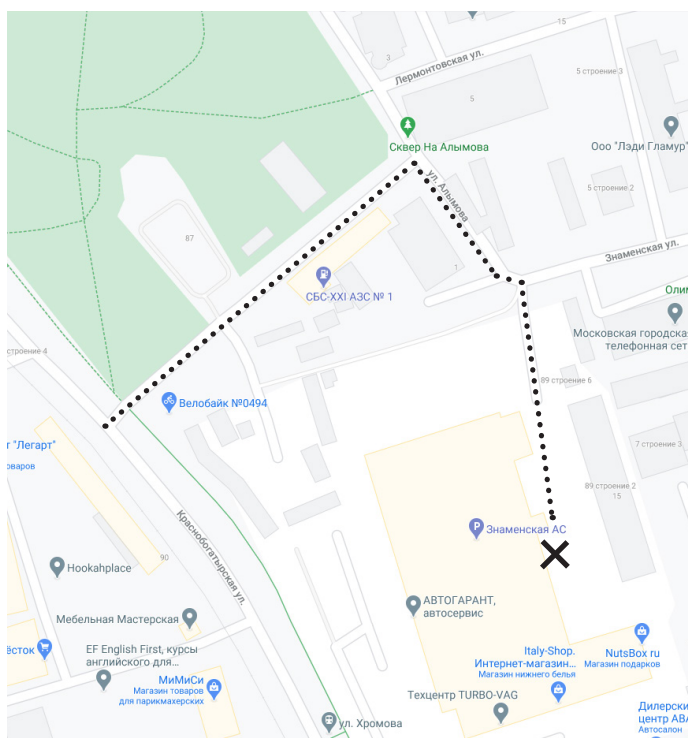 15
3
Лермонтовская ул.
5 строение 3
5
Сквер На Алымова
Ооо "Лэди Гламур"
ул. Алымова
5 строение 2
87
Знаменская ул.
1
СБС-XXI АЗС № 1
Олим
Московская городская
телефонная сет
строение 4
89 строение 6
Велобайк №0494
т "Легарт"
оваров
7 строение 3
89 строение 2
15
Краснобогатырская ул.
P
Знаменская АС
90
Hookahplace
АВТОГАРАНТ,
автосервис
Мебельная Мастерская
ёсток
EF English First, курсы
английского для...
Italy-Shop.
Интернет-магазин...
Магазин нижнего белья
NutsBox ru
Магазин подарков
МиМиСи
Магазин товаров
для парикмахерских
Техцентр TURBO-VAG
ул. Хромова
Дилерски
центр АВА
Автосалон